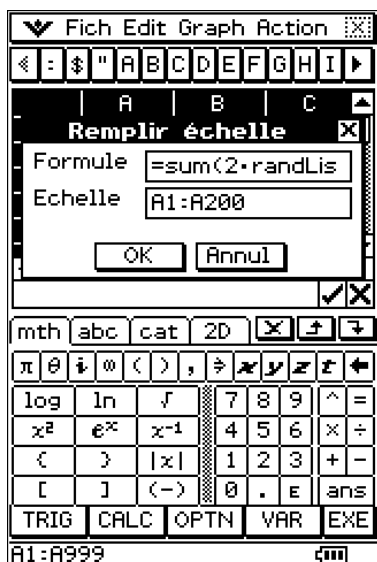 Fich Edit Graph Action
: $ " A B C D E F G H I
A B C
Remplir échelle
Formule =sum(2·randLis
Echelle A1:A200
OK Annul
mth abc cat 2D
π θ i ∞ ( ) , ⇒ x y z t ←
log ln √ 7 8 9 ^ =
x² eˣ x⁻¹ 4 5 6 × ÷
( ) |x| 1 2 3 + −
[ ] (−) 0 . E ans
TRIG CALC OPTN VAR EXE
A1:A999